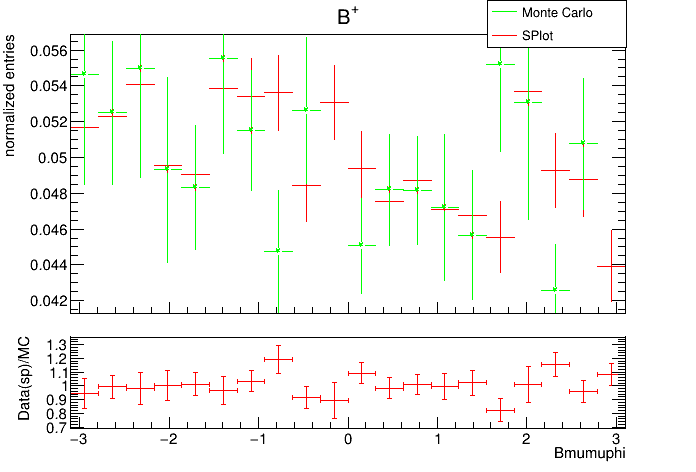 B+
Monte Carlo
SPlot
normalized entries
0.056
0.054
0.052
0.05
0.048
0.046
0.044
0.042
Data(sp)/MC
1.3
1.2
1.1
1
0.9
0.8
0.7
−3 −2 −1 0 1 2 3
Bmumuphi